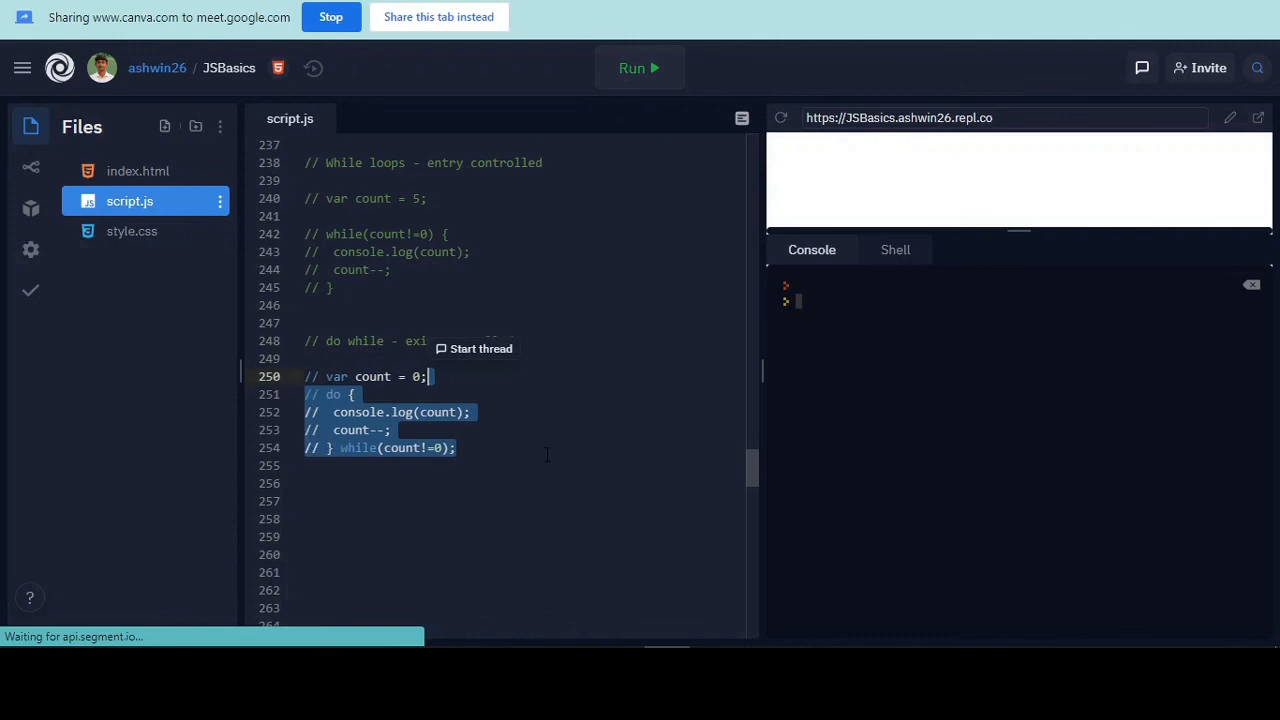 Sharing www.canva.com to meet.google.com Stop Share this tab instead
ashwin26 / JSBasics Run Invite
Files
index.html
script.js
style.css
script.js
237
238 // While loops - entry controlled
239
240 // var count = 5;
241
242 // while(count!=0) {
243 //  console.log(count);
244 //  count--;
245 // }
246
247
248 // do while - exi
Start thread
249
250 // var count = 0;
251 // do {
252 //  console.log(count);
253 //  count--;
254 // } while(count!=0);
255
256
257
258
259
260
261
262
263
264
https://JSBasics.ashwin26.repl.co
Console Shell
?
Waiting for api.segment.io...